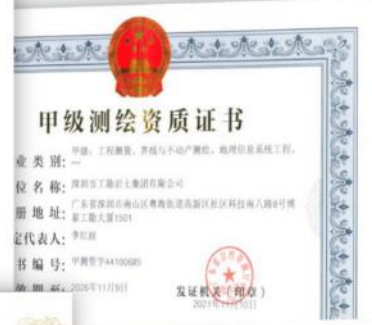 甲级测绘资质证书
业类别: 甲级: 工程测量、界线与不动产测绘、地理信息系统工程。
位名称: 深圳市工勘岩土集团有限公司
册地址: 广东省深圳市南山区粤海街道高新区社区科技南八路8号博
富工勘大厦1501
定代表人: 李红波
书编号: 甲测资字44100685
效期至: 2026年11月9日
发证机关(印章)
2021年11月10日